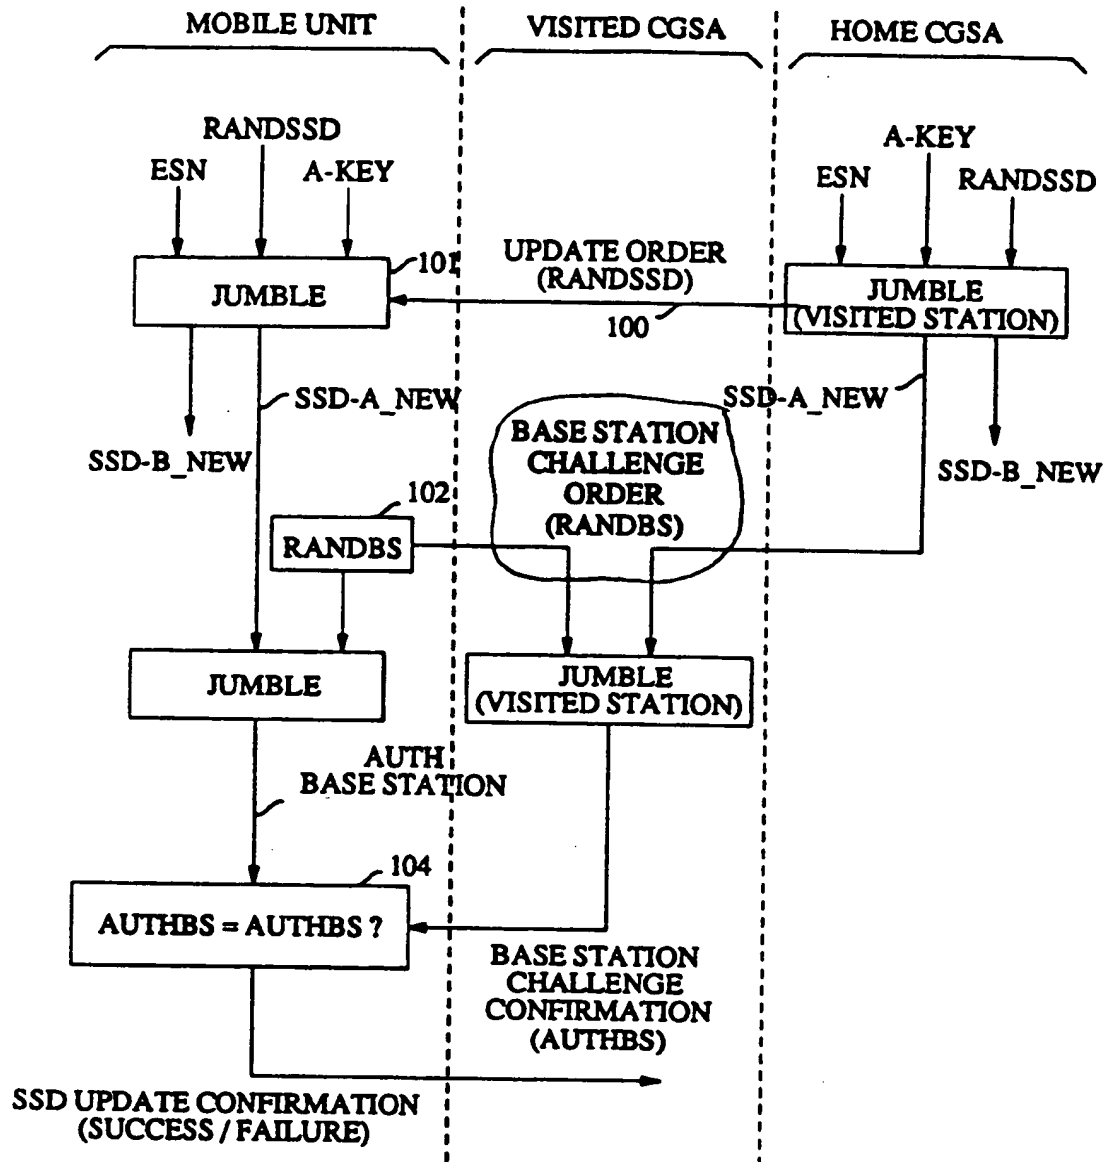 MOBILE UNIT
VISITED CGSA
HOME CGSA
RANDSSD
ESN
A-KEY
A-KEY
ESN
RANDSSD
101
JUMBLE
UPDATE ORDER
(RANDSSD)
100
JUMBLE
(VISITED STATION)
SSD-A_NEW
SSD-B_NEW
SSD-A_NEW
SSD-B_NEW
BASE STATION
CHALLENGE
ORDER
(RANDBS)
102
RANDBS
JUMBLE
JUMBLE
(VISITED STATION)
AUTH
BASE STATION
104
AUTHBS = AUTHBS ?
BASE STATION
CHALLENGE
CONFIRMATION
(AUTHBS)
SSD UPDATE CONFIRMATION
(SUCCESS / FAILURE)